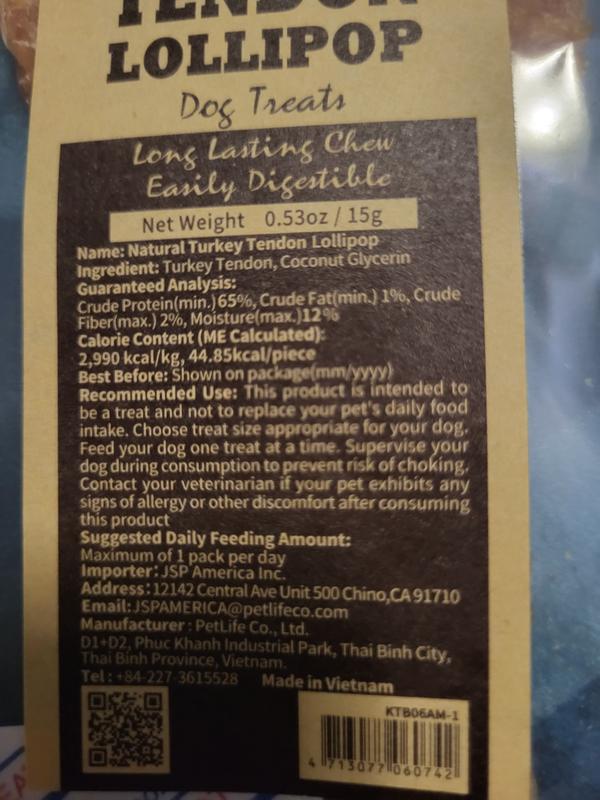 TENDON
LOLLIPOP
Dog Treats
Long Lasting Chew
Easily Digestible
Net Weight 0.53oz / 15g
Name: Natural Turkey Tendon Lollipop
Ingredient: Turkey Tendon, Coconut Glycerin
Guaranteed Analysis:
Crude Protein(min.)65%, Crude Fat(min.) 1%, Crude
Fiber(max.) 2%, Moisture(max.)12%
Calorie Content (ME Calculated):
2,990 kcal/kg, 44.85kcal/piece
Best Before: Shown on package(mm/yyyy)
Recommended Use: This product is intended to
be a treat and not to replace your pet's daily food
intake. Choose treat size appropriate for your dog.
Feed your dog one treat at a time. Supervise your
dog during consumption to prevent risk of choking.
Contact your veterinarian if your pet exhibits any
signs of allergy or other discomfort after consuming
this product
Suggested Daily Feeding Amount:
Maximum of 1 pack per day
Importer: JSP America Inc.
Address: 12142 Central Ave Unit 500 Chino,CA 91710
Email: JSPAMERICA@petlifeco.com
Manufacturer : PetLife Co., Ltd.
D1+D2, Phuc Khanh Industrial Park, Thai Binh City,
Thai Binh Province, Vietnam.
Tel : +84-227-3615528 Made in Vietnam
KTB06AM-1
4 713077 060742